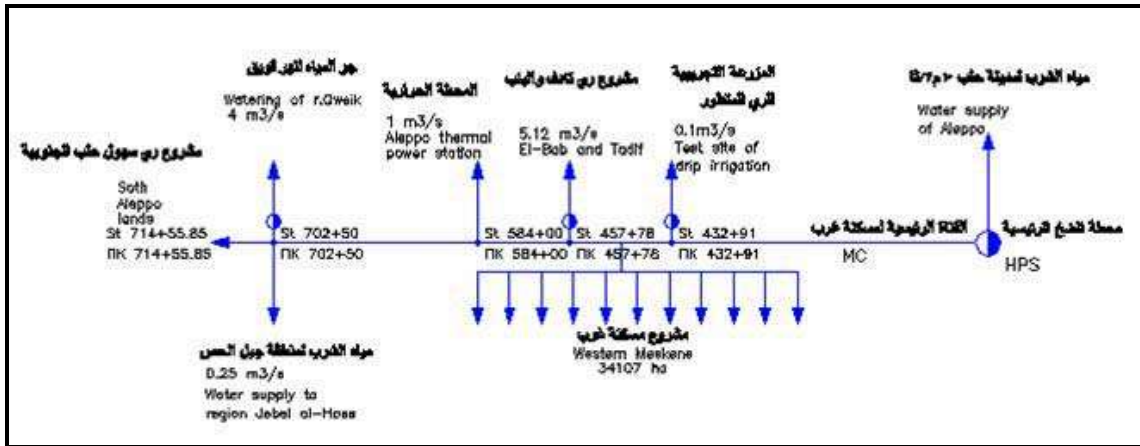 جر المياه لنهر قويق
Watering of r.Qweik
4 m3/s
المحطة الحرارية
1 m3/s
Aleppo thermal
power station
مشروع ري تادف والباب
5.12 m3/s
El-Bab and Tadif
المزرعة التجريبية
للري المتطور
0.1m3/s
Test site of
drip irrigation
مياه الشرب لمدينة حلب
Water supply
of Aleppo
مشروع ري سهول حلب الجنوبية
Soth
Aleppo
lands
St 714+55.85
ПК 714+55.85
St 702+50
ПК 702+50
St 584+00
ПК 584+00
St 457+78
ПК 457+78
St 432+91
ПК 432+91
القناة الرئيسية لمسكنة غرب
MC
محطة الضخ الرئيسية
HPS
مشروع مسكنة غرب
Western Meskene
34107 ha
مياه الشرب لمنطقة جبل الحص
0.25 m3/s
Water supply to
region Jebel al-Hoss